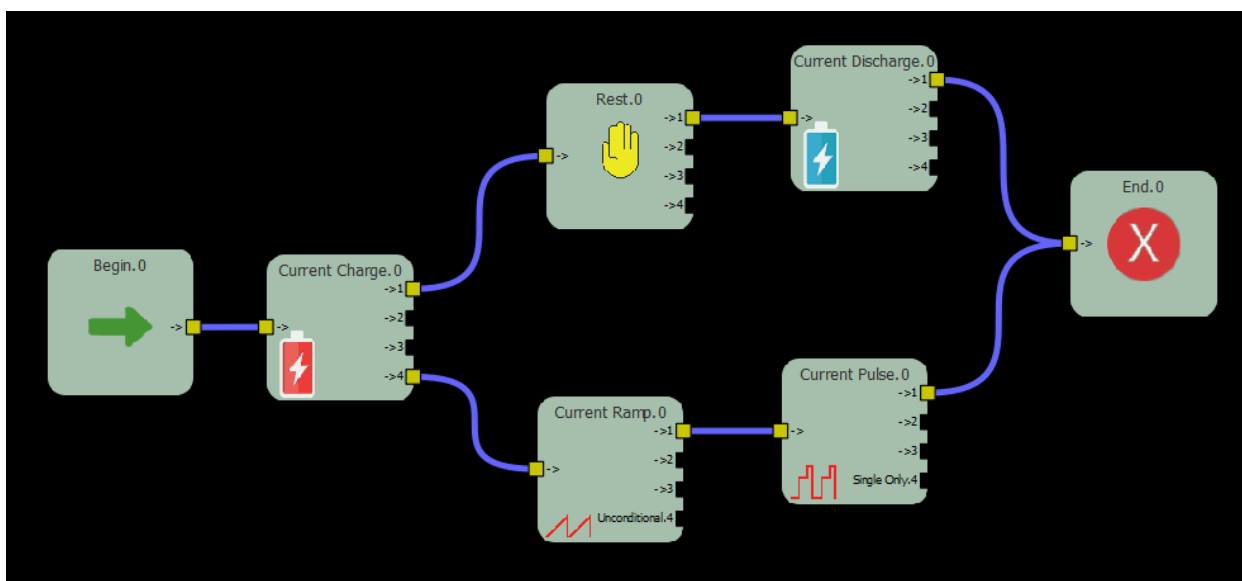 Begin.0
->
Current Charge.0
->1
->
->2
->3
->4
Rest.0
->1
->2
->
->3
->4
Current Discharge.0
->1
->2
->
->3
->4
Current Ramp.0
->1
->2
->
->3
Unconditional.4
Current Pulse.0
->1
->2
->
->3
Single Only.4
End.0
->
X